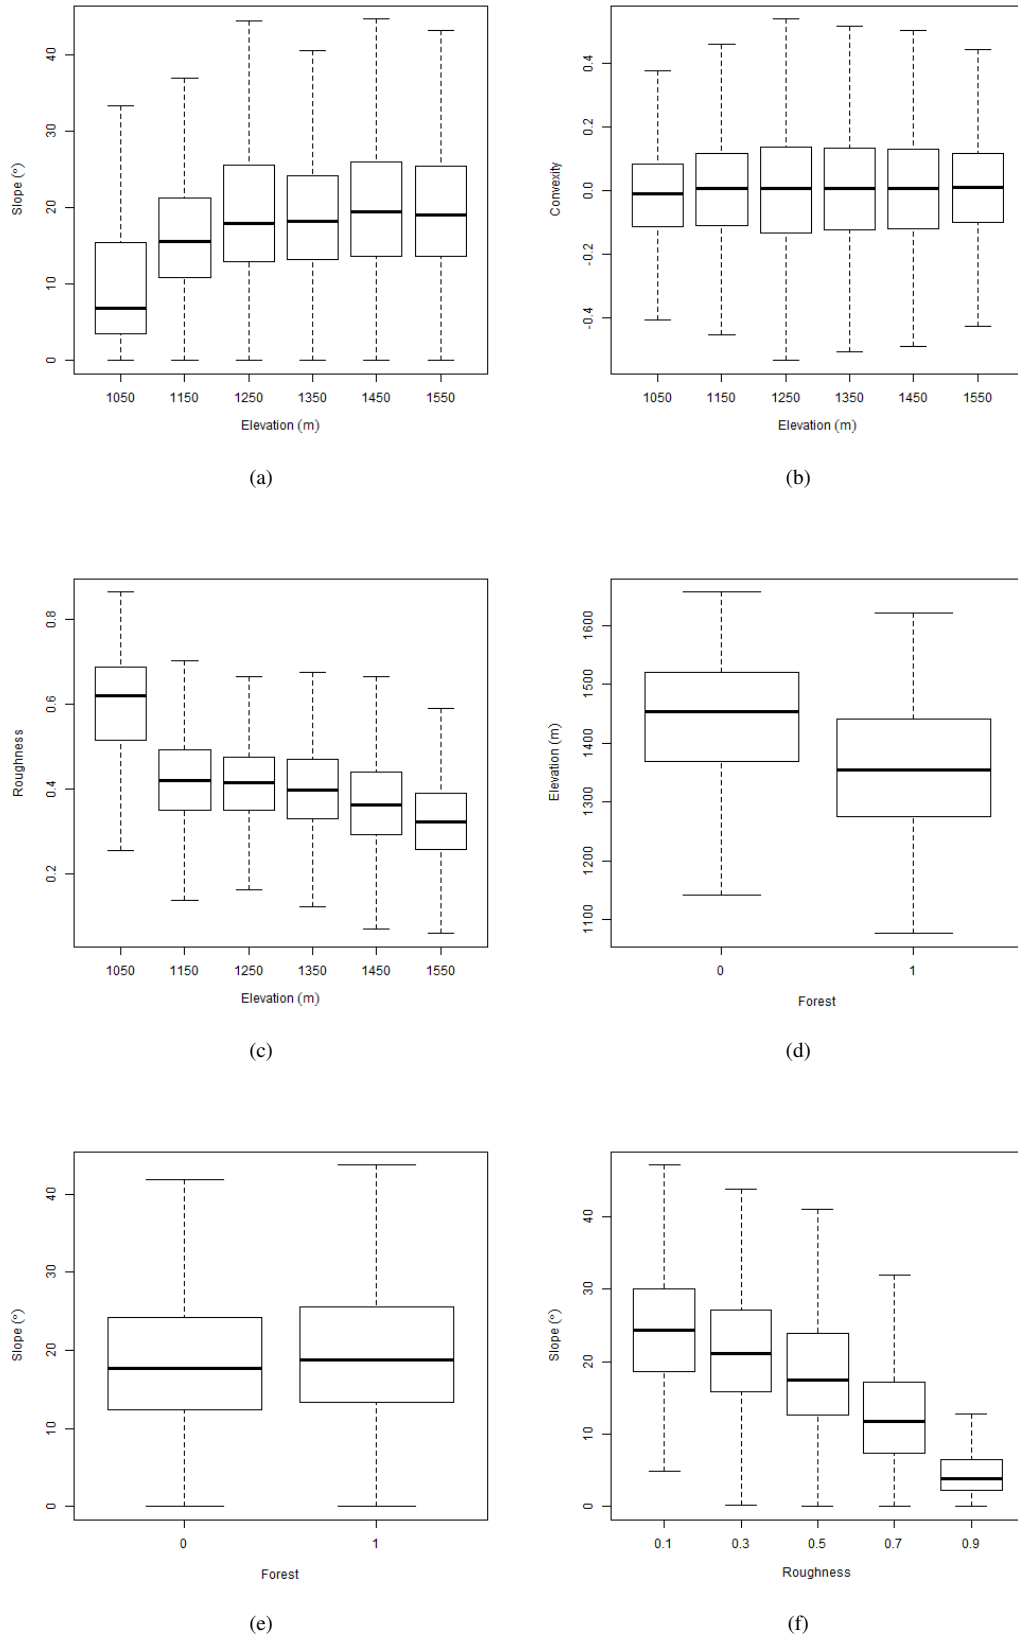 Slope (°)
0 10 20 30 40
1050 1150 1250 1350 1450 1550
Elevation (m)
(a)
Convexity
-0.4 -0.2 0.0 0.2 0.4
1050 1150 1250 1350 1450 1550
Elevation (m)
(b)
Roughness
0.2 0.4 0.6 0.8
1050 1150 1250 1350 1450 1550
Elevation (m)
(c)
Elevation (m)
1100 1200 1300 1400 1500 1600
0 1
Forest
(d)
Slope (°)
0 10 20 30 40
0 1
Forest
(e)
Slope (°)
0 10 20 30 40
0.1 0.3 0.5 0.7 0.9
Roughness
(f)